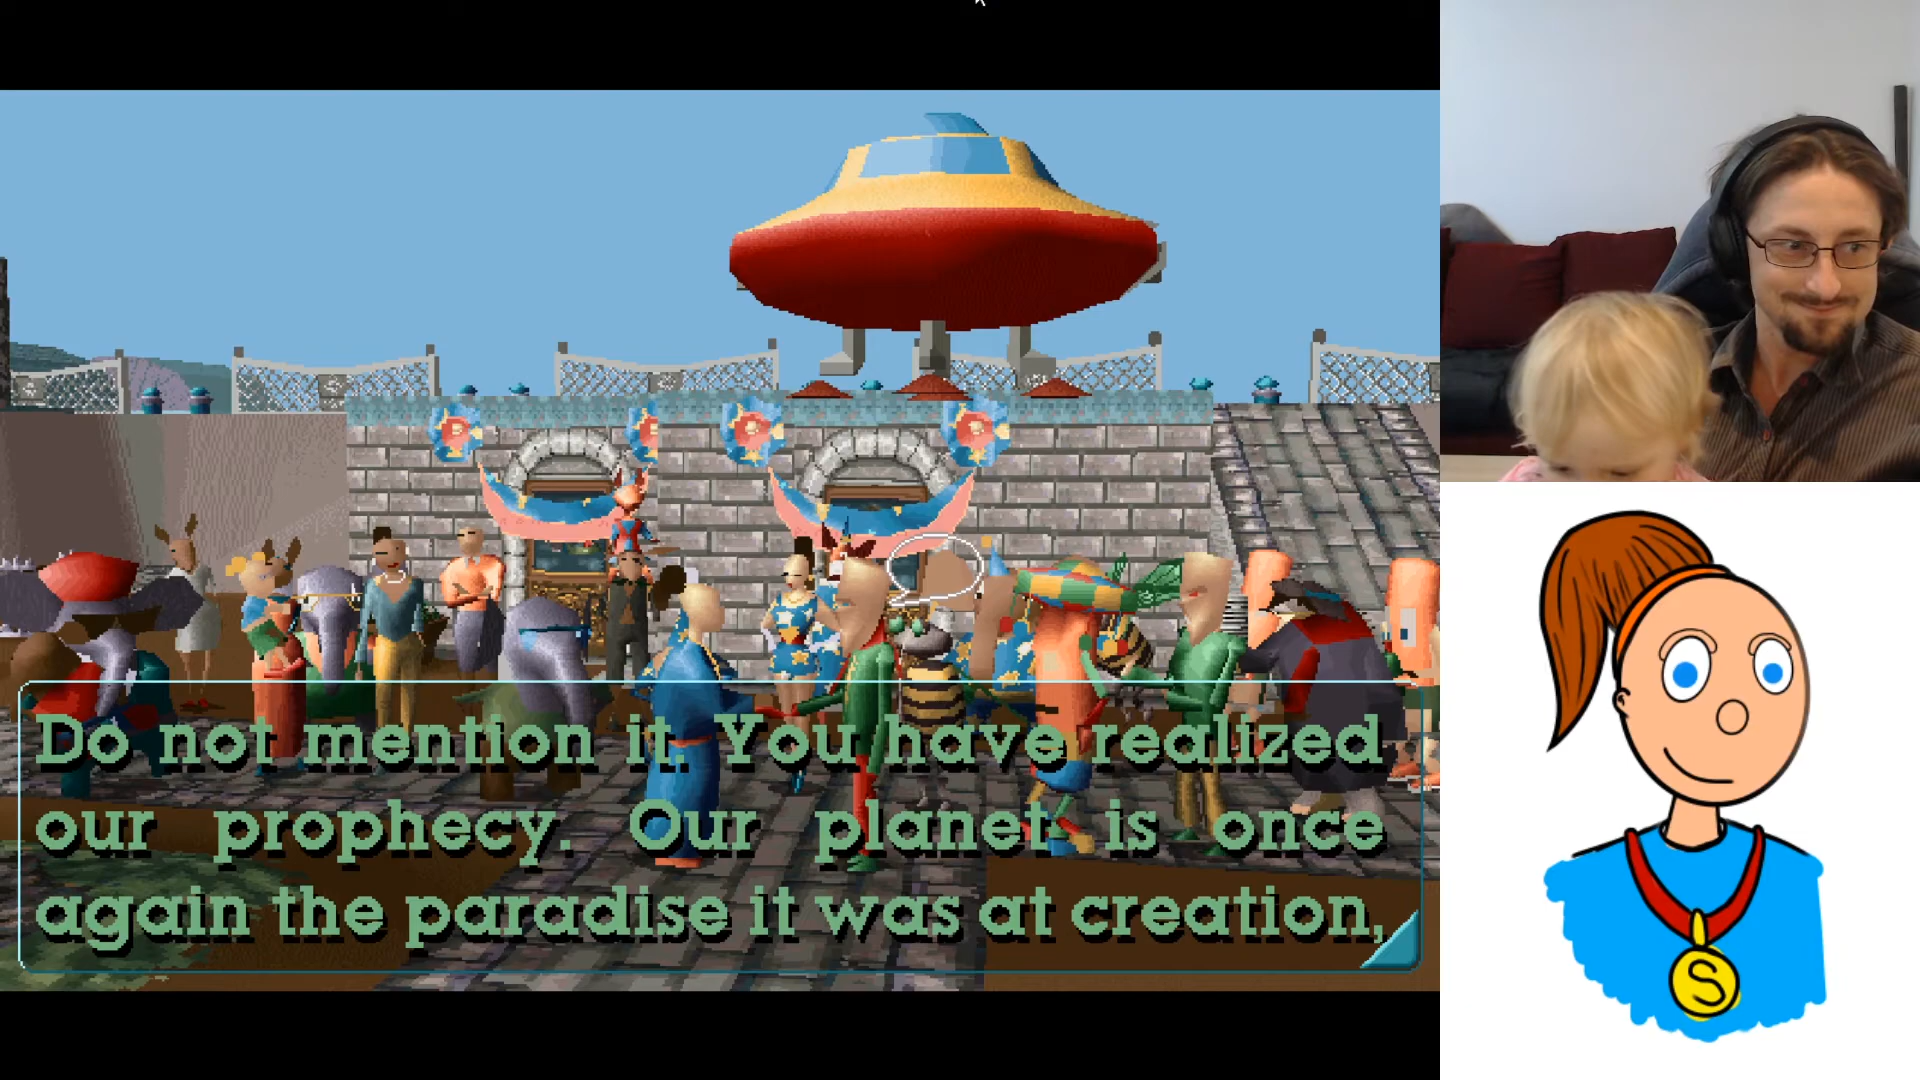 Do not mention it. You have realized
our prophecy. Our planet is once
again the paradise it was at creation,
S